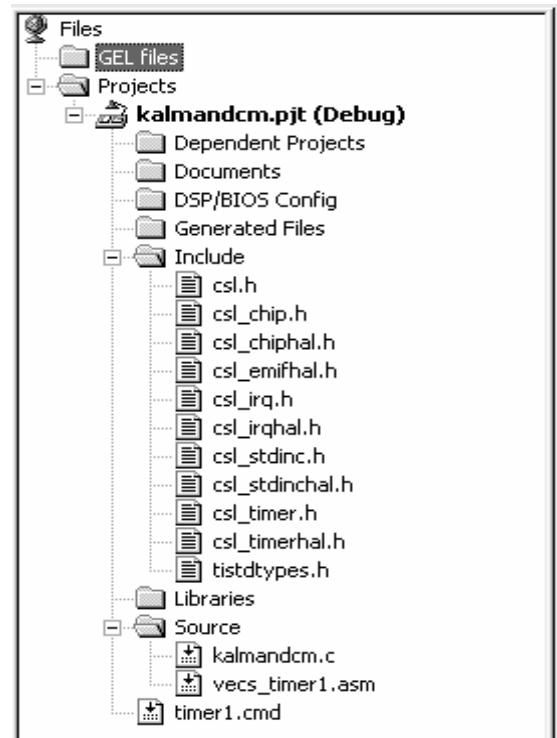 Files
GEL files
Projects
kalmandcm.pjt (Debug)
Dependent Projects
Documents
DSP/BIOS Config
Generated Files
Include
csl.h
csl_chip.h
csl_chiphal.h
csl_emifhal.h
csl_irq.h
csl_irqhal.h
csl_stdinc.h
csl_stdinchal.h
csl_timer.h
csl_timerhal.h
tistdtypes.h
Libraries
Source
kalmandcm.c
vecs_timer1.asm
timer1.cmd